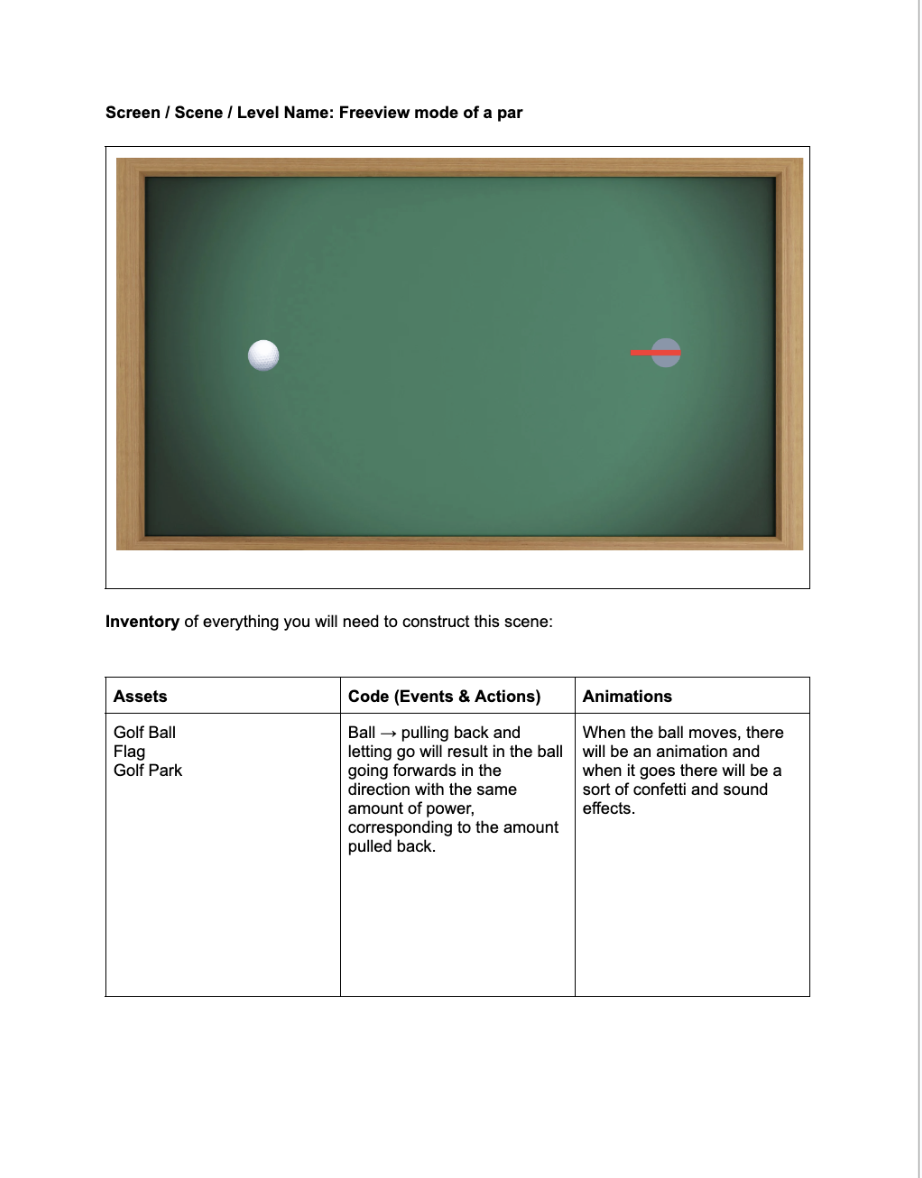 Screen / Scene / Level Name: Freeview mode of a par
Inventory of everything you will need to construct this scene:
Assets
Code (Events & Actions)
Animations
Golf Ball
Flag
Golf Park
Ball → pulling back and
letting go will result in the ball
going forwards in the
direction with the same
amount of power,
corresponding to the amount
pulled back.
When the ball moves, there
will be an animation and
when it goes there will be a
sort of confetti and sound
effects.